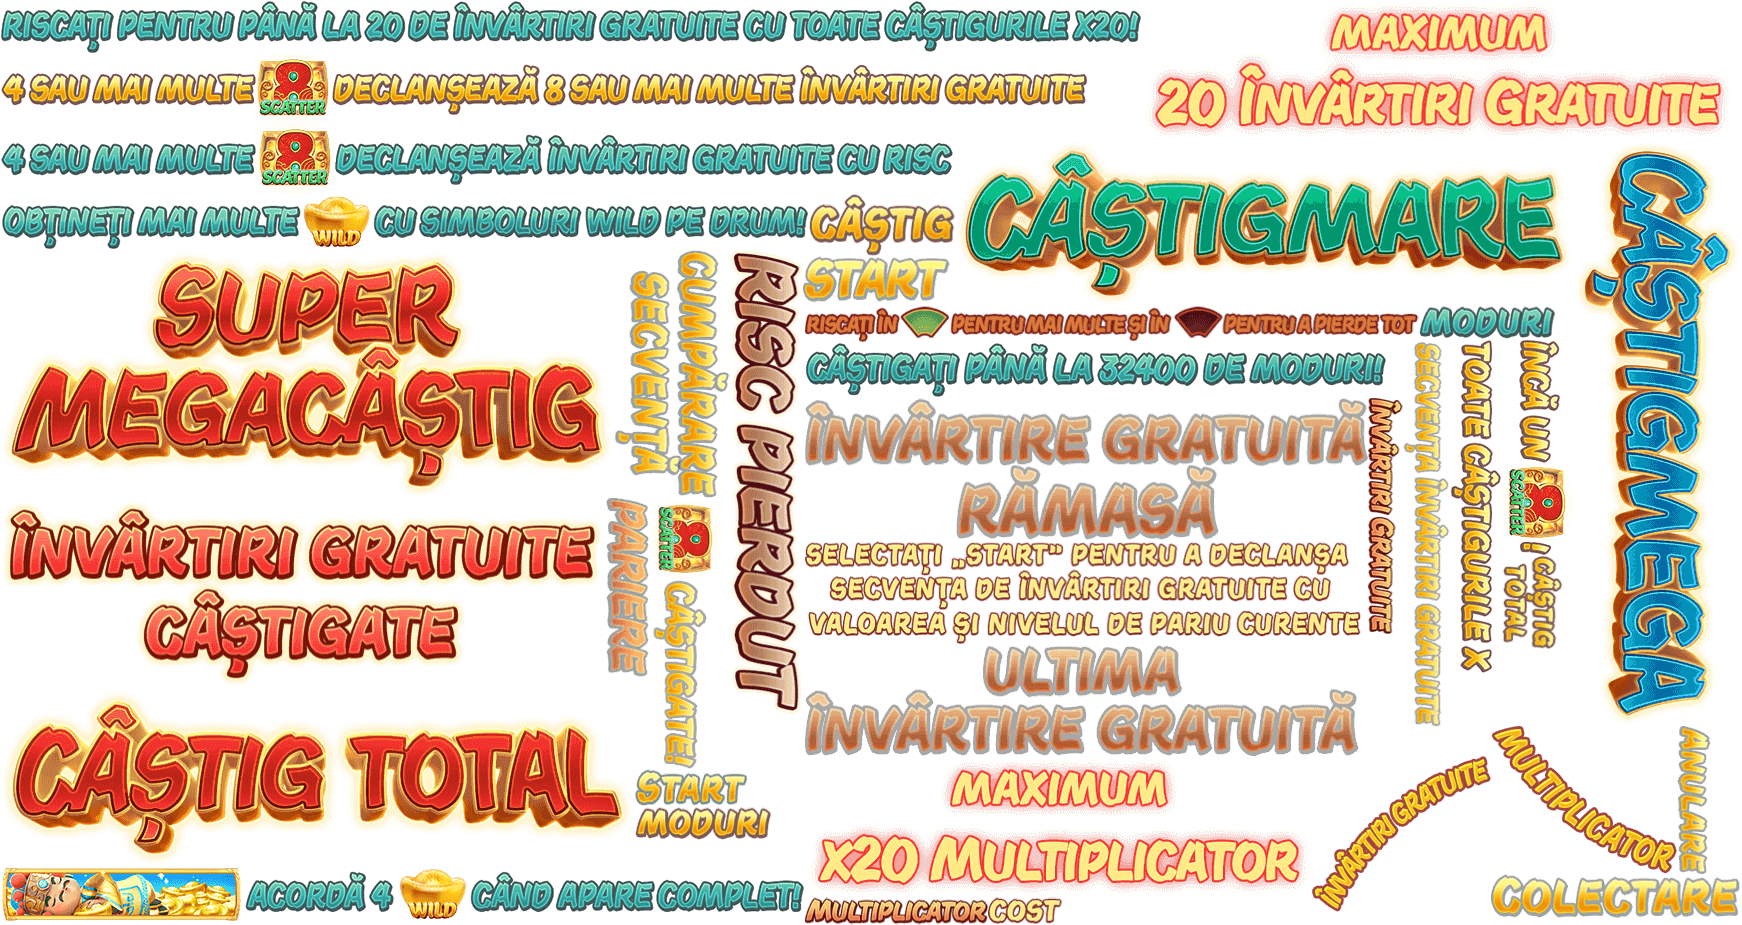 RISCAȚI PENTRU PÂNĂ LA 20 DE ÎNVÂRTIRI GRATUITE CU TOATE CÂȘTIGURILE X20!
4 SAU MAI MULTE SCATTER DECLANȘEAZĂ 8 SAU MAI MULTE ÎNVÂRTIRI GRATUITE
4 SAU MAI MULTE SCATTER DECLANȘEAZĂ ÎNVÂRTIRI GRATUITE CU RISC
OBȚINEȚI MAI MULTE WILD CU SIMBOLURI WILD PE DRUM!
MAXIMUM
20 ÎNVÂRTIRI GRATUITE
CÂȘTIG
START
CÂȘTIGMARE
CÂȘTIGMEGA
SUPER
MEGACÂȘTIG
CUMPĂRARE
SECVENȚĂ
RISC PIERDUT
RISCAȚI ÎN PENTRU MAI MULTE ȘI ÎN PENTRU A PIERDE TOT
MODURI
CÂȘTIGAȚI PÂNĂ LA 32400 DE MODURI!
ÎNVÂRTIRE GRATUITĂ
RĂMASĂ
ÎNVÂRTIRI GRATUITE
SECVENȚĂ ÎNVÂRTIRI GRATUITE
TOATE CÂȘTIGURILE X
ÎNCĂ UN SCATTER !
CÂȘTIG
TOTAL
ÎNVÂRTIRI GRATUITE
CÂȘTIGATE
PARIERE
SCATTER CÂȘTIGATE!
SELECTAȚI „START” PENTRU A DECLANȘA
SECVENȚA DE ÎNVÂRTIRI GRATUITE CU
VALOAREA ȘI NIVELUL DE PARIU CURENTE
ULTIMA
ÎNVÂRTIRE GRATUITĂ
CÂȘTIG TOTAL
START
MODURI
MAXIMUM
X20 MULTIPLICATOR
ÎNVÂRTIRI GRATUITE
MULTIPLICATOR
ANULARE
COLECTARE
ACORDĂ 4 WILD CÂND APARE COMPLET!
MULTIPLICATOR COST